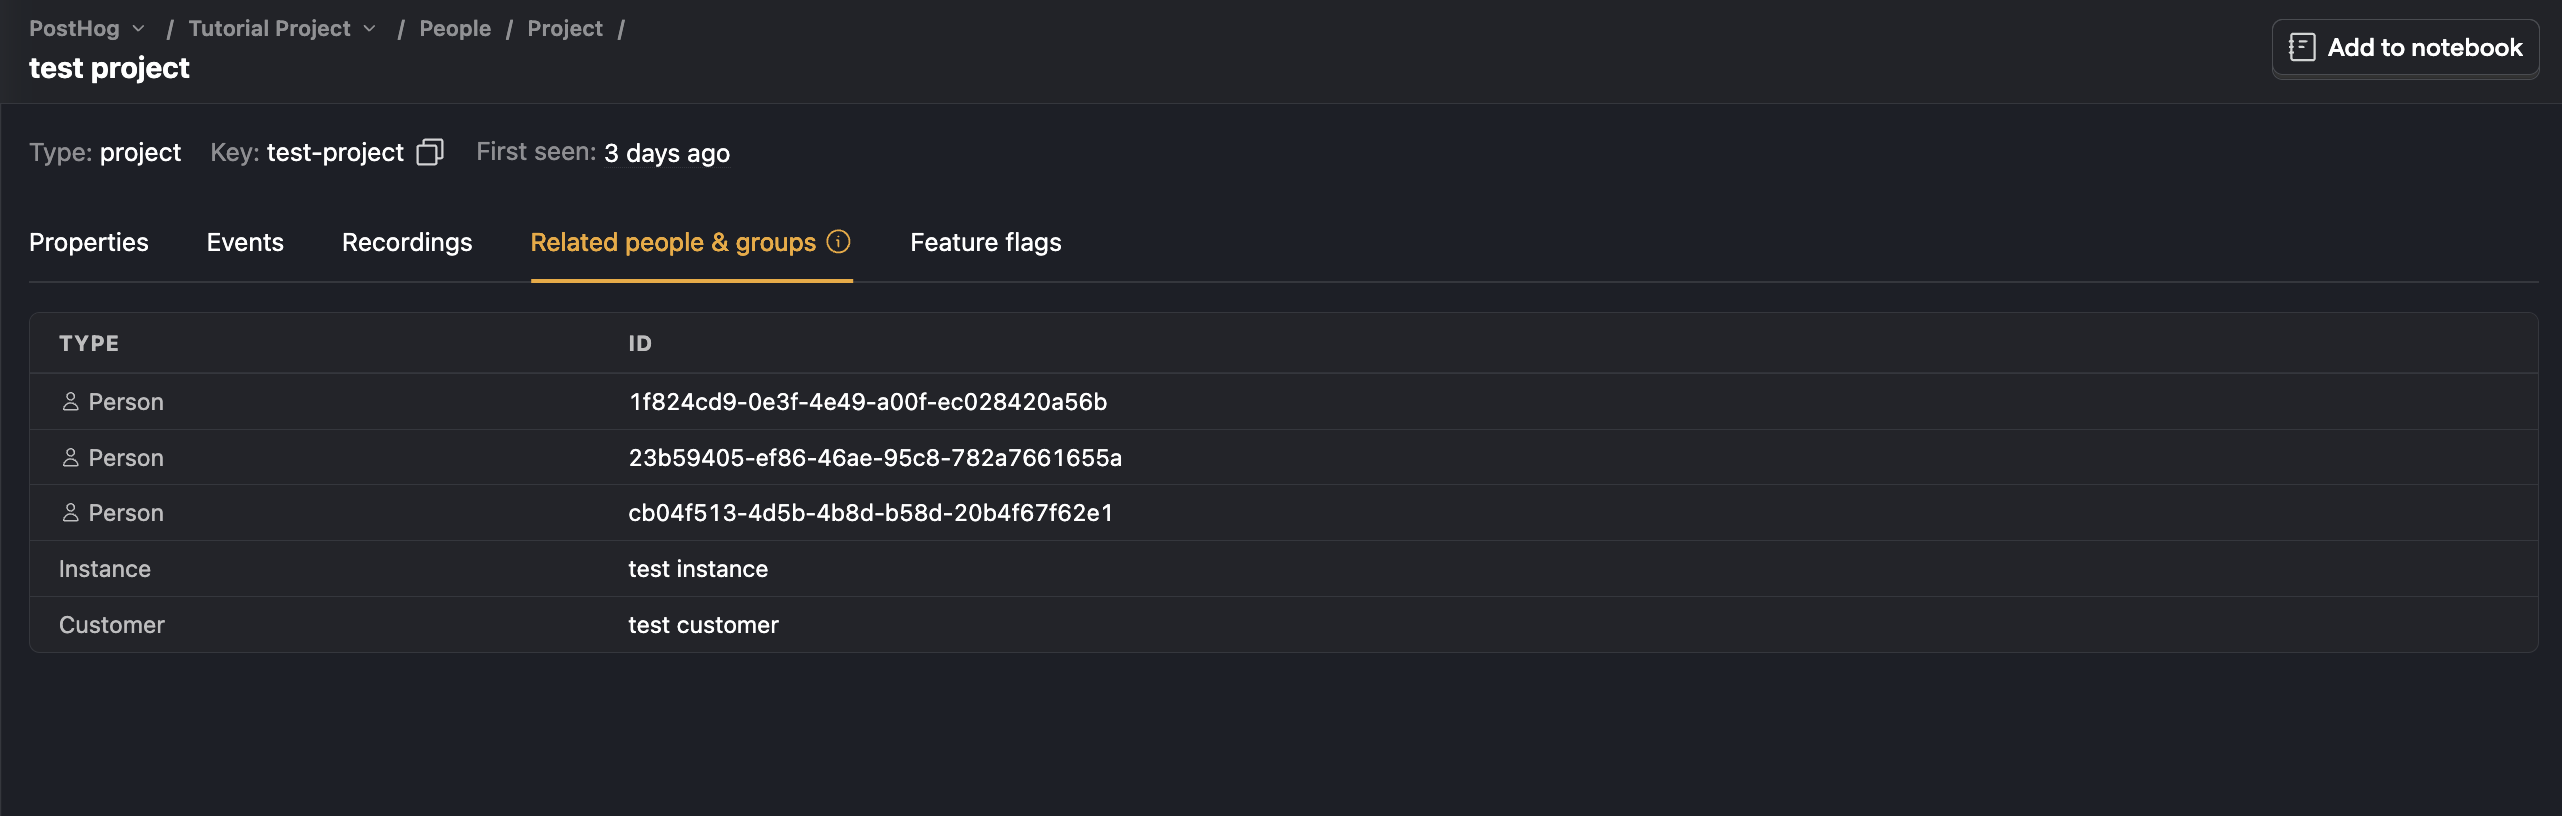 PostHog / Tutorial Project / People / Project /
test project
Add to notebook
Type: project Key: test-project First seen: 3 days ago
Properties Events Recordings Related people & groups Feature flags
TYPE ID
Person 1f824cd9-0e3f-4e49-a00f-ec028420a56b
Person 23b59405-ef86-46ae-95c8-782a7661655a
Person cb04f513-4d5b-4b8d-b58d-20b4f67f62e1
Instance test instance
Customer test customer